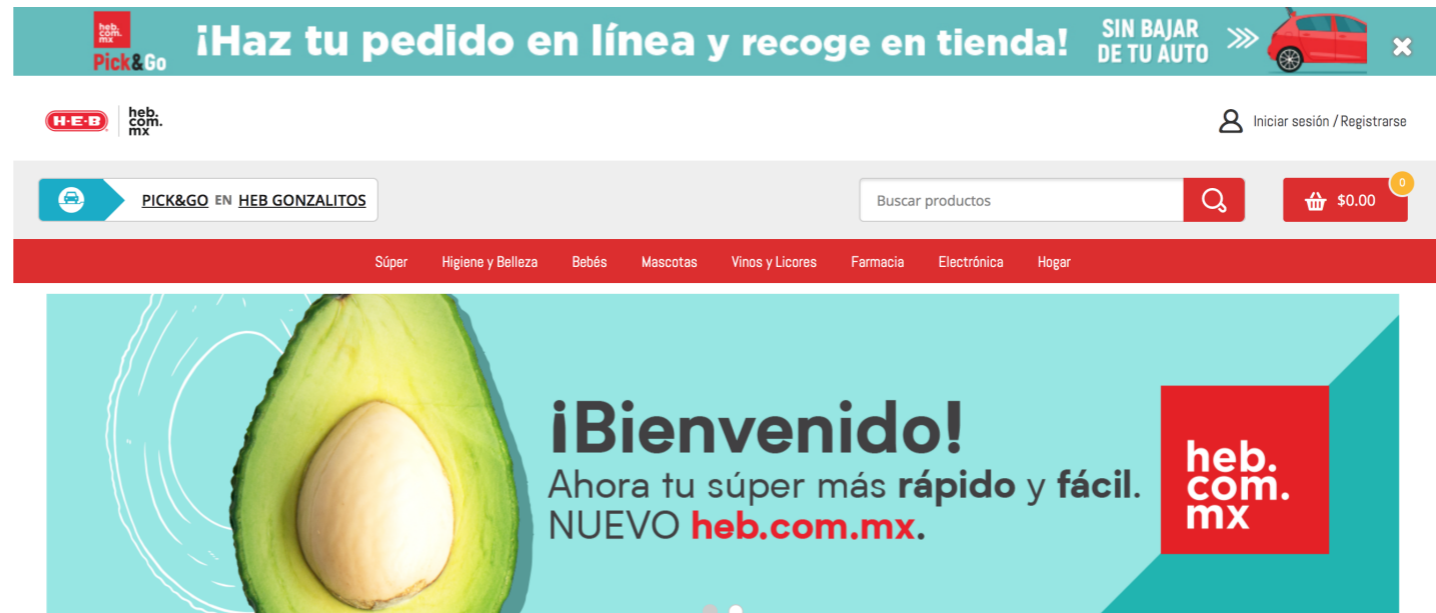 heb.
com.
mx
Pick&Go
¡Haz tu pedido en línea y recoge en tienda!
SIN BAJAR
DE TU AUTO
H-E-B
heb.
com.
mx
Iniciar sesión / Registrarse
PICK&GO EN HEB GONZALITOS
Buscar productos
$0.00
0
Súper Higiene y Belleza Bebés Mascotas Vinos y Licores Farmacia Electrónica Hogar
¡Bienvenido!
Ahora tu súper más rápido y fácil.
NUEVO heb.com.mx.
heb.
com.
mx